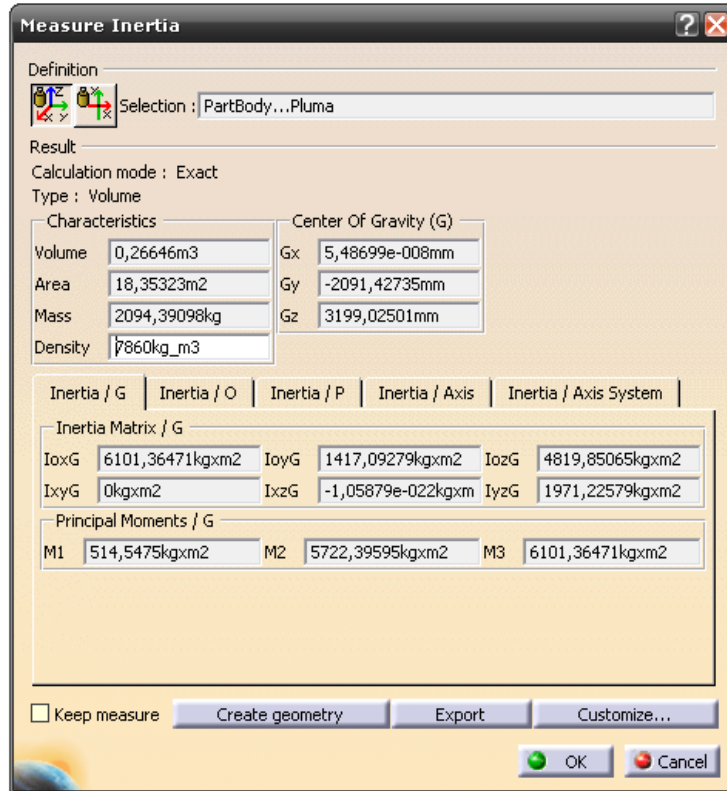 Measure Inertia
Definition
Selection : PartBody...Pluma
Result
Calculation mode : Exact
Type : Volume
Characteristics Center Of Gravity (G)
Volume 0,26646m3 Gx 5,48699e-008mm
Area 18,35323m2 Gy -2091,42735mm
Mass 2094,39098kg Gz 3199,02501mm
Density 7860kg_m3
Inertia / G Inertia / O Inertia / P Inertia / Axis Inertia / Axis System
Inertia Matrix / G
IoxG 6101,36471kgxm2 IoyG 1417,09279kgxm2 IozG 4819,85065kgxm2
IxyG 0kgxm2 IxzG -1,05879e-022kgxm IyzG 1971,22579kgxm2
Principal Moments / G
M1 514,5475kgxm2 M2 5722,39595kgxm2 M3 6101,36471kgxm2
Keep measure Create geometry Export Customize...
OK Cancel